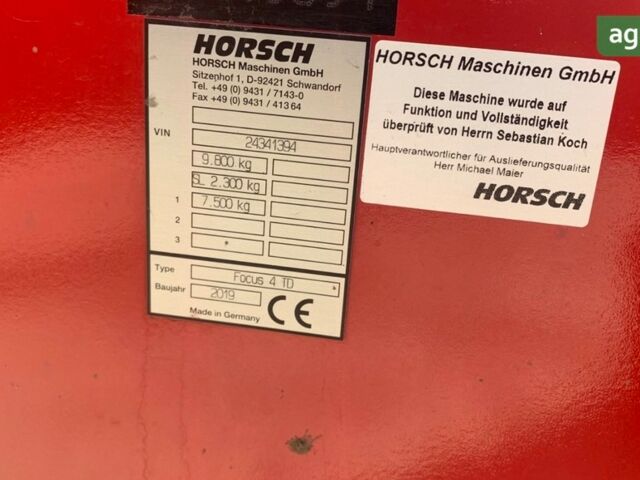 HORSCH
HORSCH Maschinen GmbH
Sitzenhof 1, D-92421 Schwandorf
Tel. +49 (0) 9431 / 7143-0
Fax +49 (0) 9431 / 41364
VIN
24341394
9.800 kg
SL 2.300 kg
1 7.500 kg
2
3 *
Type Focus 4 TD *
Baujahr 2019
Made in Germany CE
HORSCH Maschinen GmbH
Diese Maschine wurde auf
Funktion und Vollständigkeit
überprüft von Herrn Sebastian Koch
Hauptverantwortlicher für Auslieferungsqualität
Herr Michael Maier
HORSCH
ag